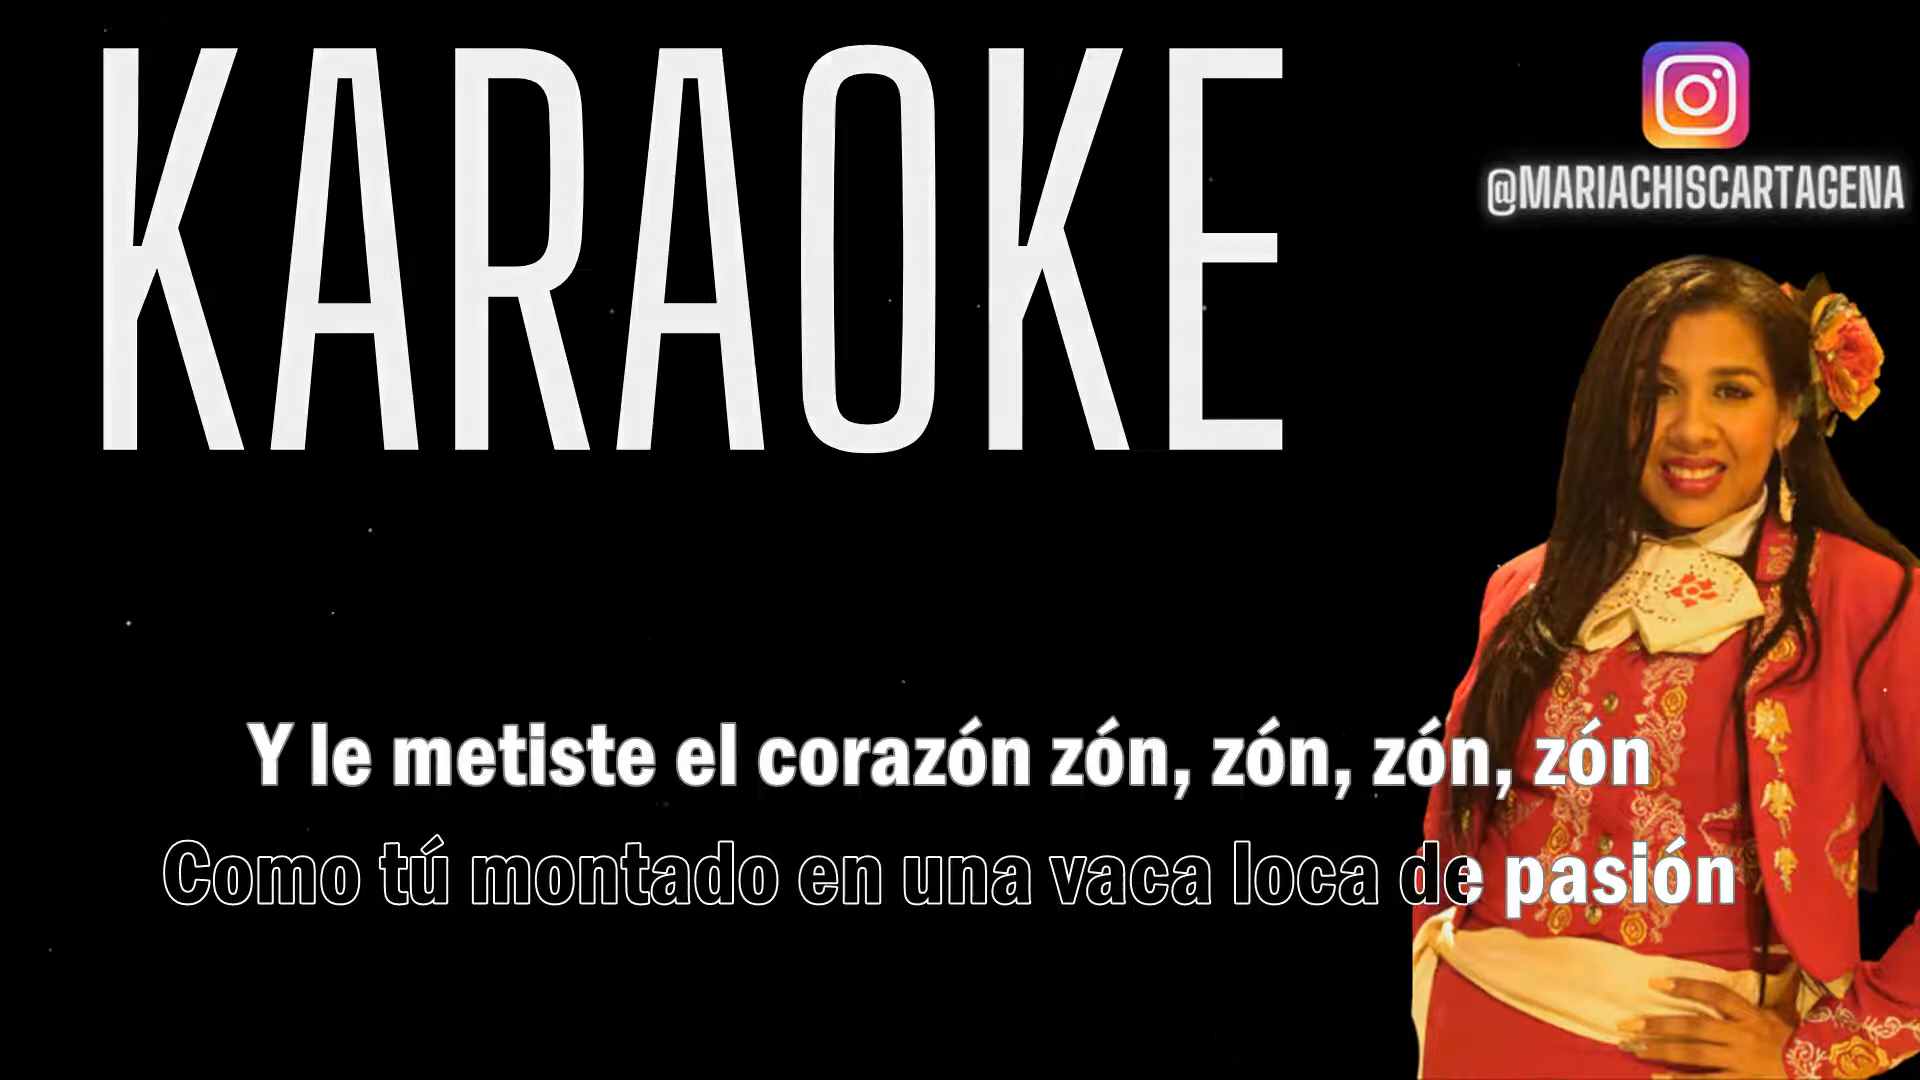 KARAOKE
@MARIACHISCARTAGENA
Y le metiste el corazón zón, zón, zón, zón
Como tú montado en una vaca loca de pasión